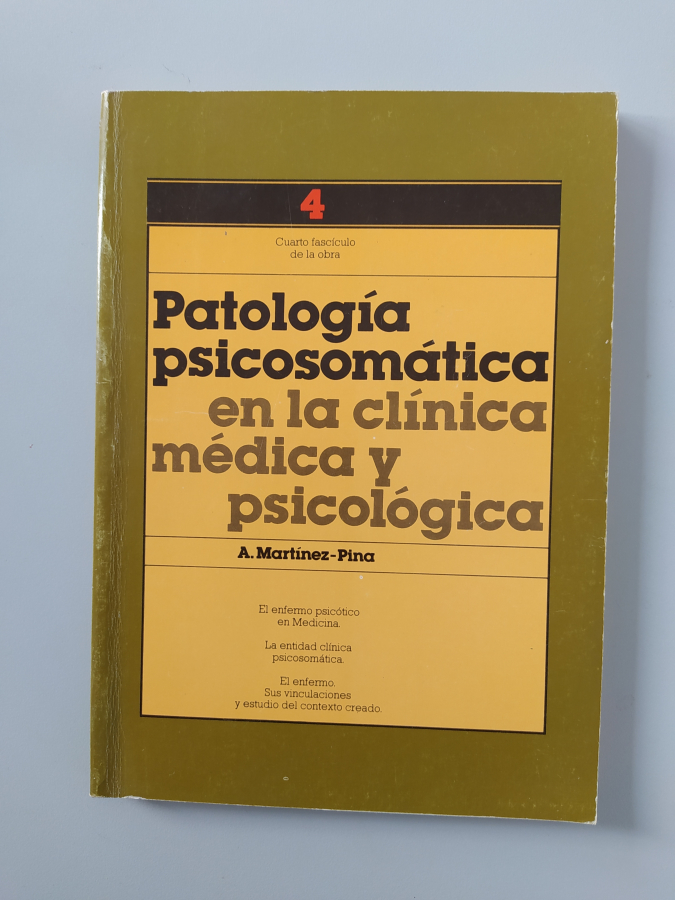 4
Cuarto fascículo
de la obra
Patología
psicosomática
en la clínica
médica y
psicológica
A. Martínez-Pina
El enfermo psicótico
en Medicina.
La entidad clínica
psicosomática.
El enfermo.
Sus vinculaciones
y estudio del contexto creado.